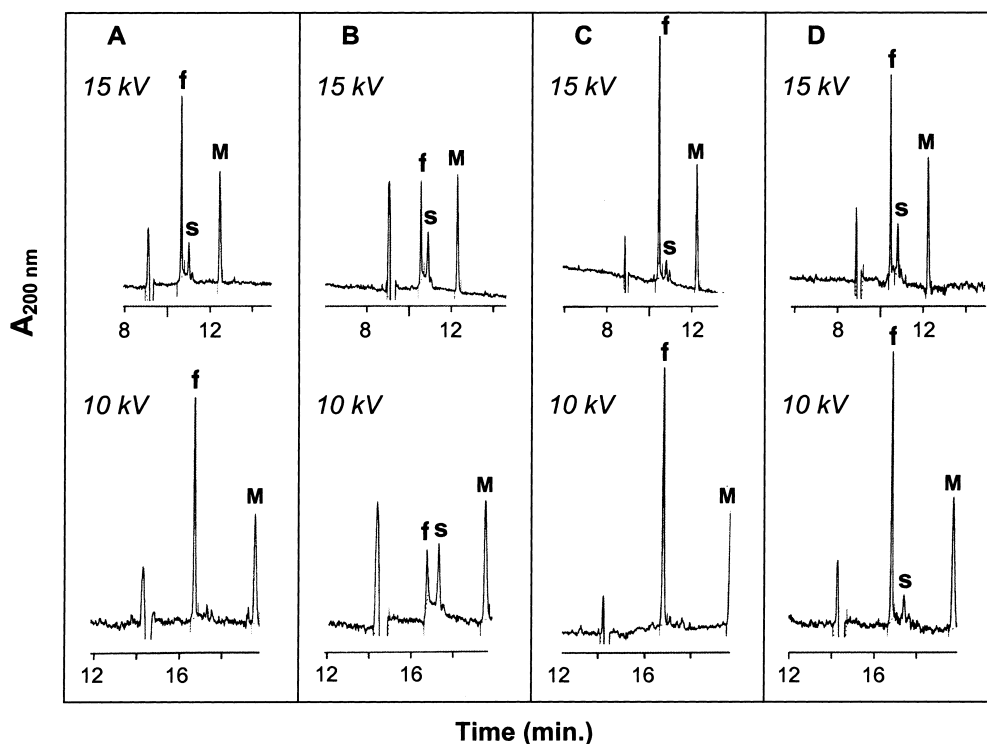 A B C D
15 kV 15 kV 15 kV 15 kV
f f f f
s s s s
M M M M
8 12 8 12 8 12 8 12
A200 nm
10 kV 10 kV 10 kV 10 kV
f f f f
s s
M M M M
12 16 12 16 12 16 12 16
Time (min.)